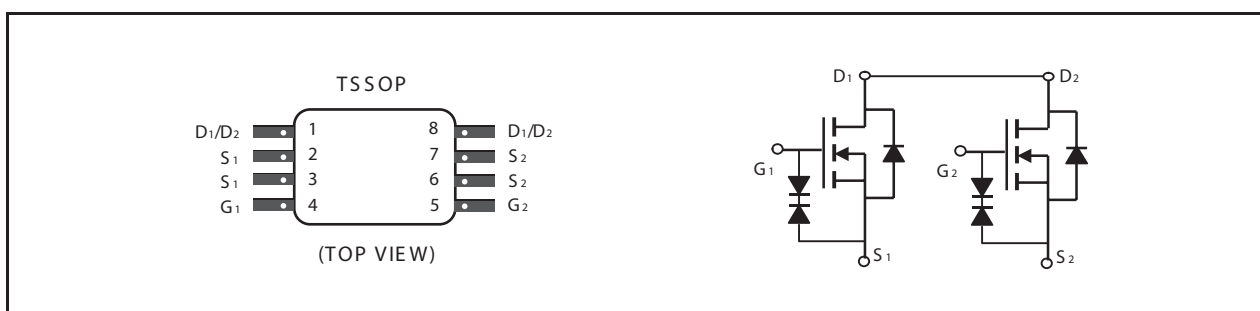 TSSOP
D1/D2 1 8 D1/D2
S1 2 7 S2
S1 3 6 S2
G1 4 5 G2
(TOP VIEW)
D1 D2
G1 G2
S1 S2